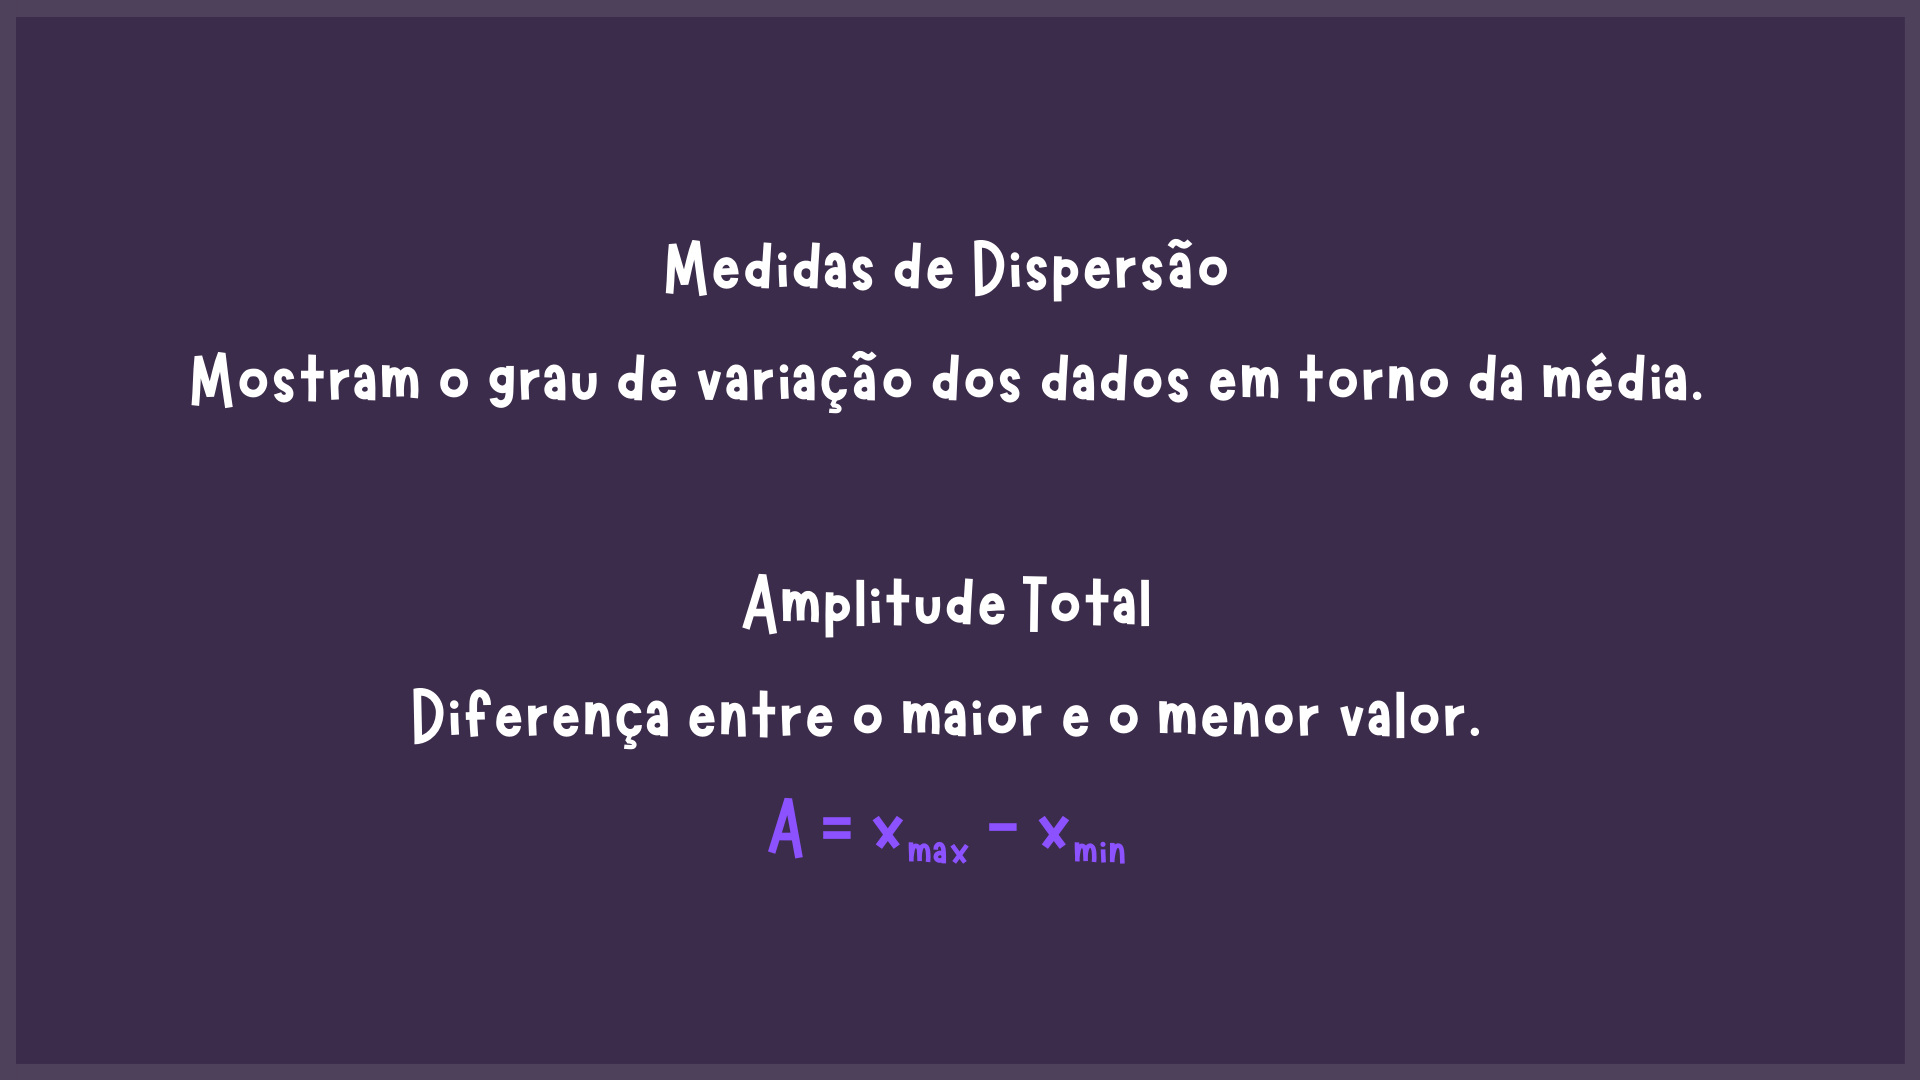 Medidas de Dispersão
Mostram o grau de variação dos dados em torno da média.
Amplitude Total
Diferença entre o maior e o menor valor.
A = xₘₐₓ − xₘᵢₙ